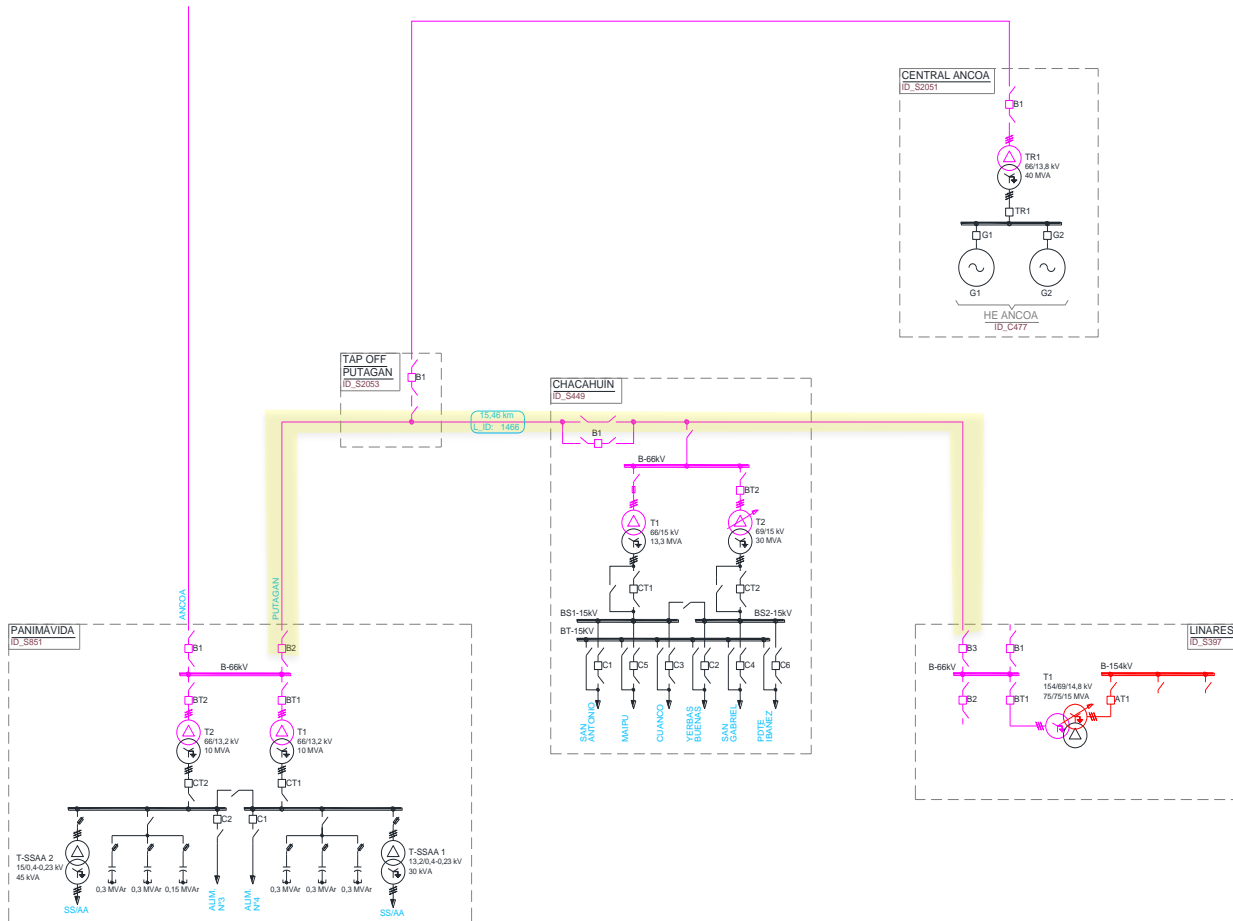 CENTRAL ANCOA
ID_S2051
B1
TR1
66/13,8 kV
40 MVA
TR1
G1
G2
G1
G2
HE ANCOA
ID_C477
TAP OFF
PUTAGAN
ID_S2053
B1
15,46 km
L_ID: 1466
CHACAHUIN
ID_S449
B1
B-66kV
BT2
T1
66/15 kV
13,3 MVA
T2
69/15 kV
30 MVA
CT1
CT2
BS1-15kV
BS2-15kV
BT-15KV
C1
C5
C3
C2
C4
C6
SAN
ANTONIO
MAIPU
CUANCO
YERBAS
BUENAS
SAN
GABRIEL
PDTE
IBAÑEZ
ANCOA
PUTAGAN
PANIMAVIDA
ID_S851
B1
B2
B-66kV
BT2
BT1
T2
66/13,2 kV
10 MVA
T1
66/13,2 kV
10 MVA
CT2
CT1
C2
C1
T-SSAA 2
15/0,4-0,23 kV
45 kVA
T-SSAA 1
13,2/0,4-0,23 kV
30 kVA
0,3 MVAr
0,3 MVAr
0,15 MVAr
0,3 MVAr
0,3 MVAr
0,3 MVAr
ALIM.
N°3
ALIM.
N°4
SS/AA
SS/AA
LINARES
ID_S397
B3
B1
B-66kV
B-154kV
B2
BT1
T1
154/69/14,8 kV
75/75/15 MVA
AT1